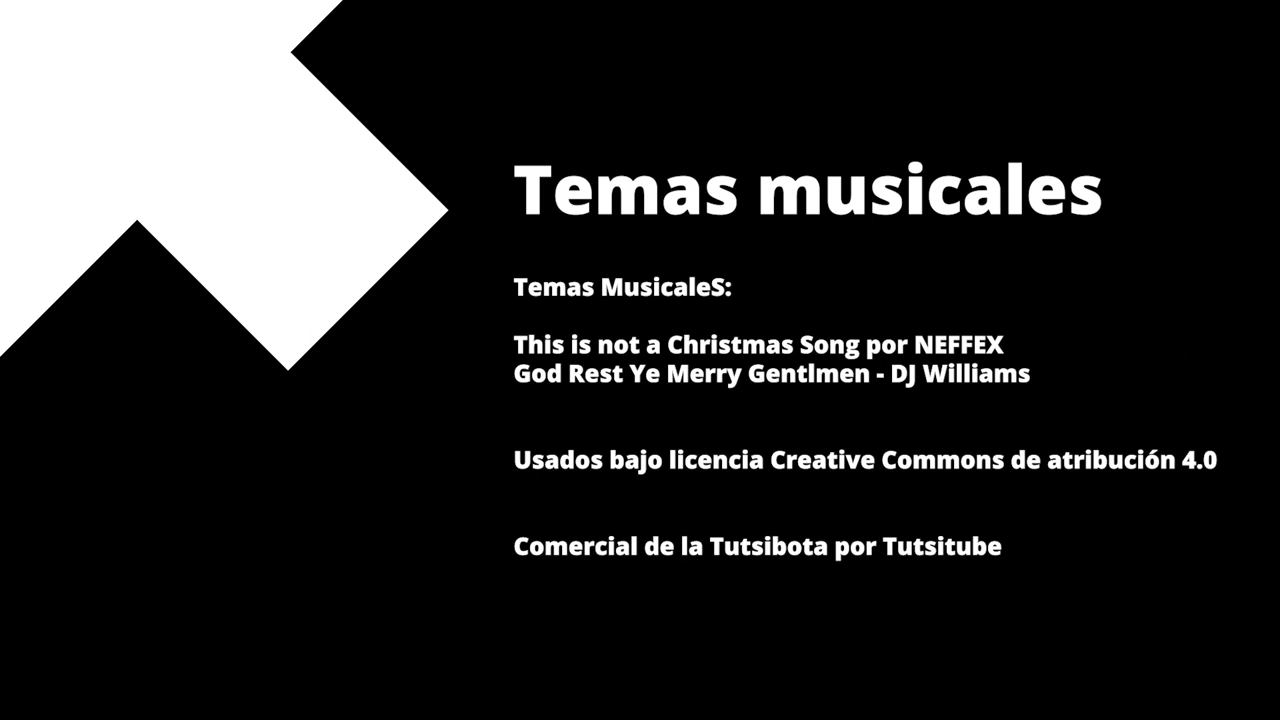 Temas musicales
Temas MusicaleS:
This is not a Christmas Song por NEFFEX
God Rest Ye Merry Gentlmen - DJ Williams
Usados bajo licencia Creative Commons de atribución 4.0
Comercial de la Tutsibota por Tutsitube